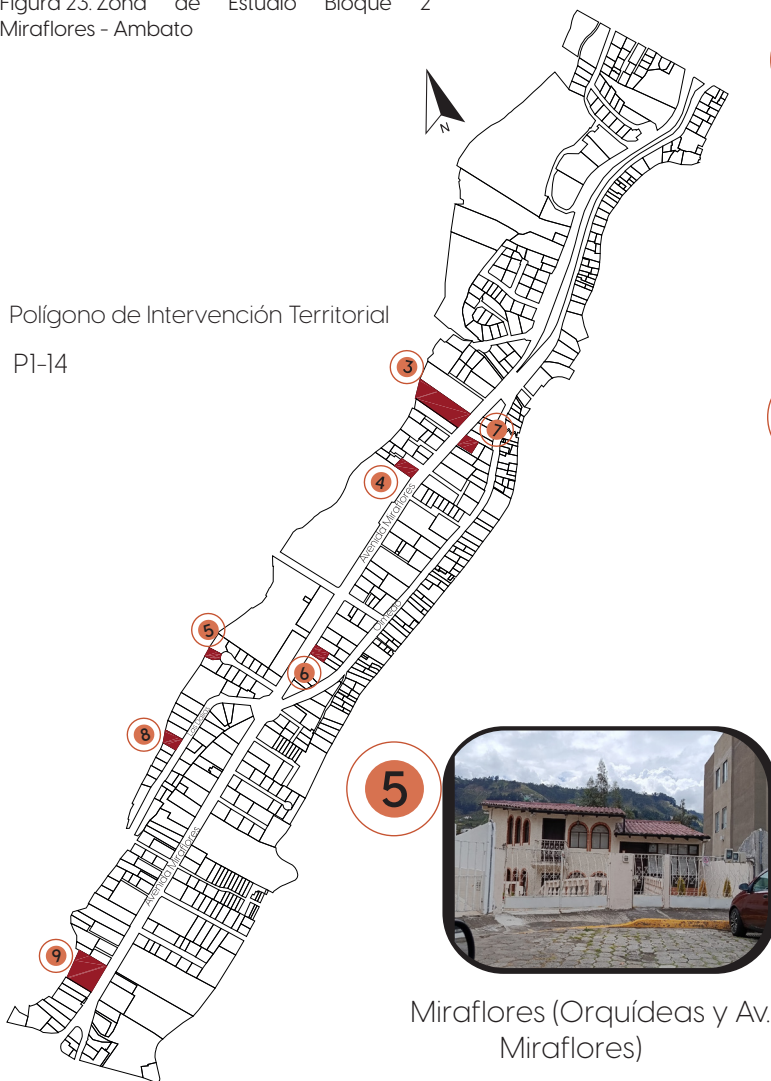 Figura 23. Zona de Estudio Bloque 2
Miraflores - Ambato
N
Polígono de Intervención Territorial
P1-14
3
7
4
Avenida Miraflores
5
6
8
Avenida Miraflores
9
5
Miraflores (Orquídeas y Av.
Miraflores)